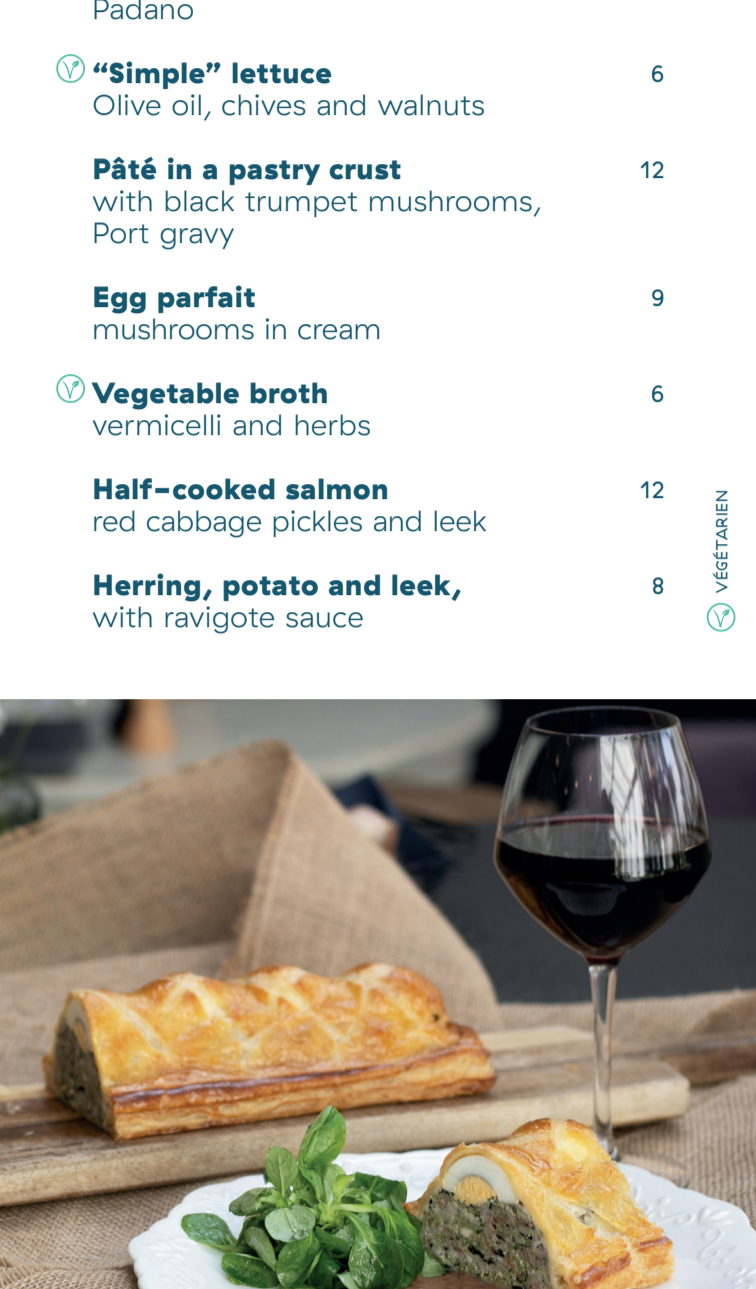 Padano
“Simple” lettuce 6
Olive oil, chives and walnuts
Pâté in a pastry crust 12
with black trumpet mushrooms,
Port gravy
Egg parfait 9
mushrooms in cream
Vegetable broth 6
vermicelli and herbs
Half-cooked salmon 12
red cabbage pickles and leek
Herring, potato and leek, 8
with ravigote sauce
VÉGÉTARIEN